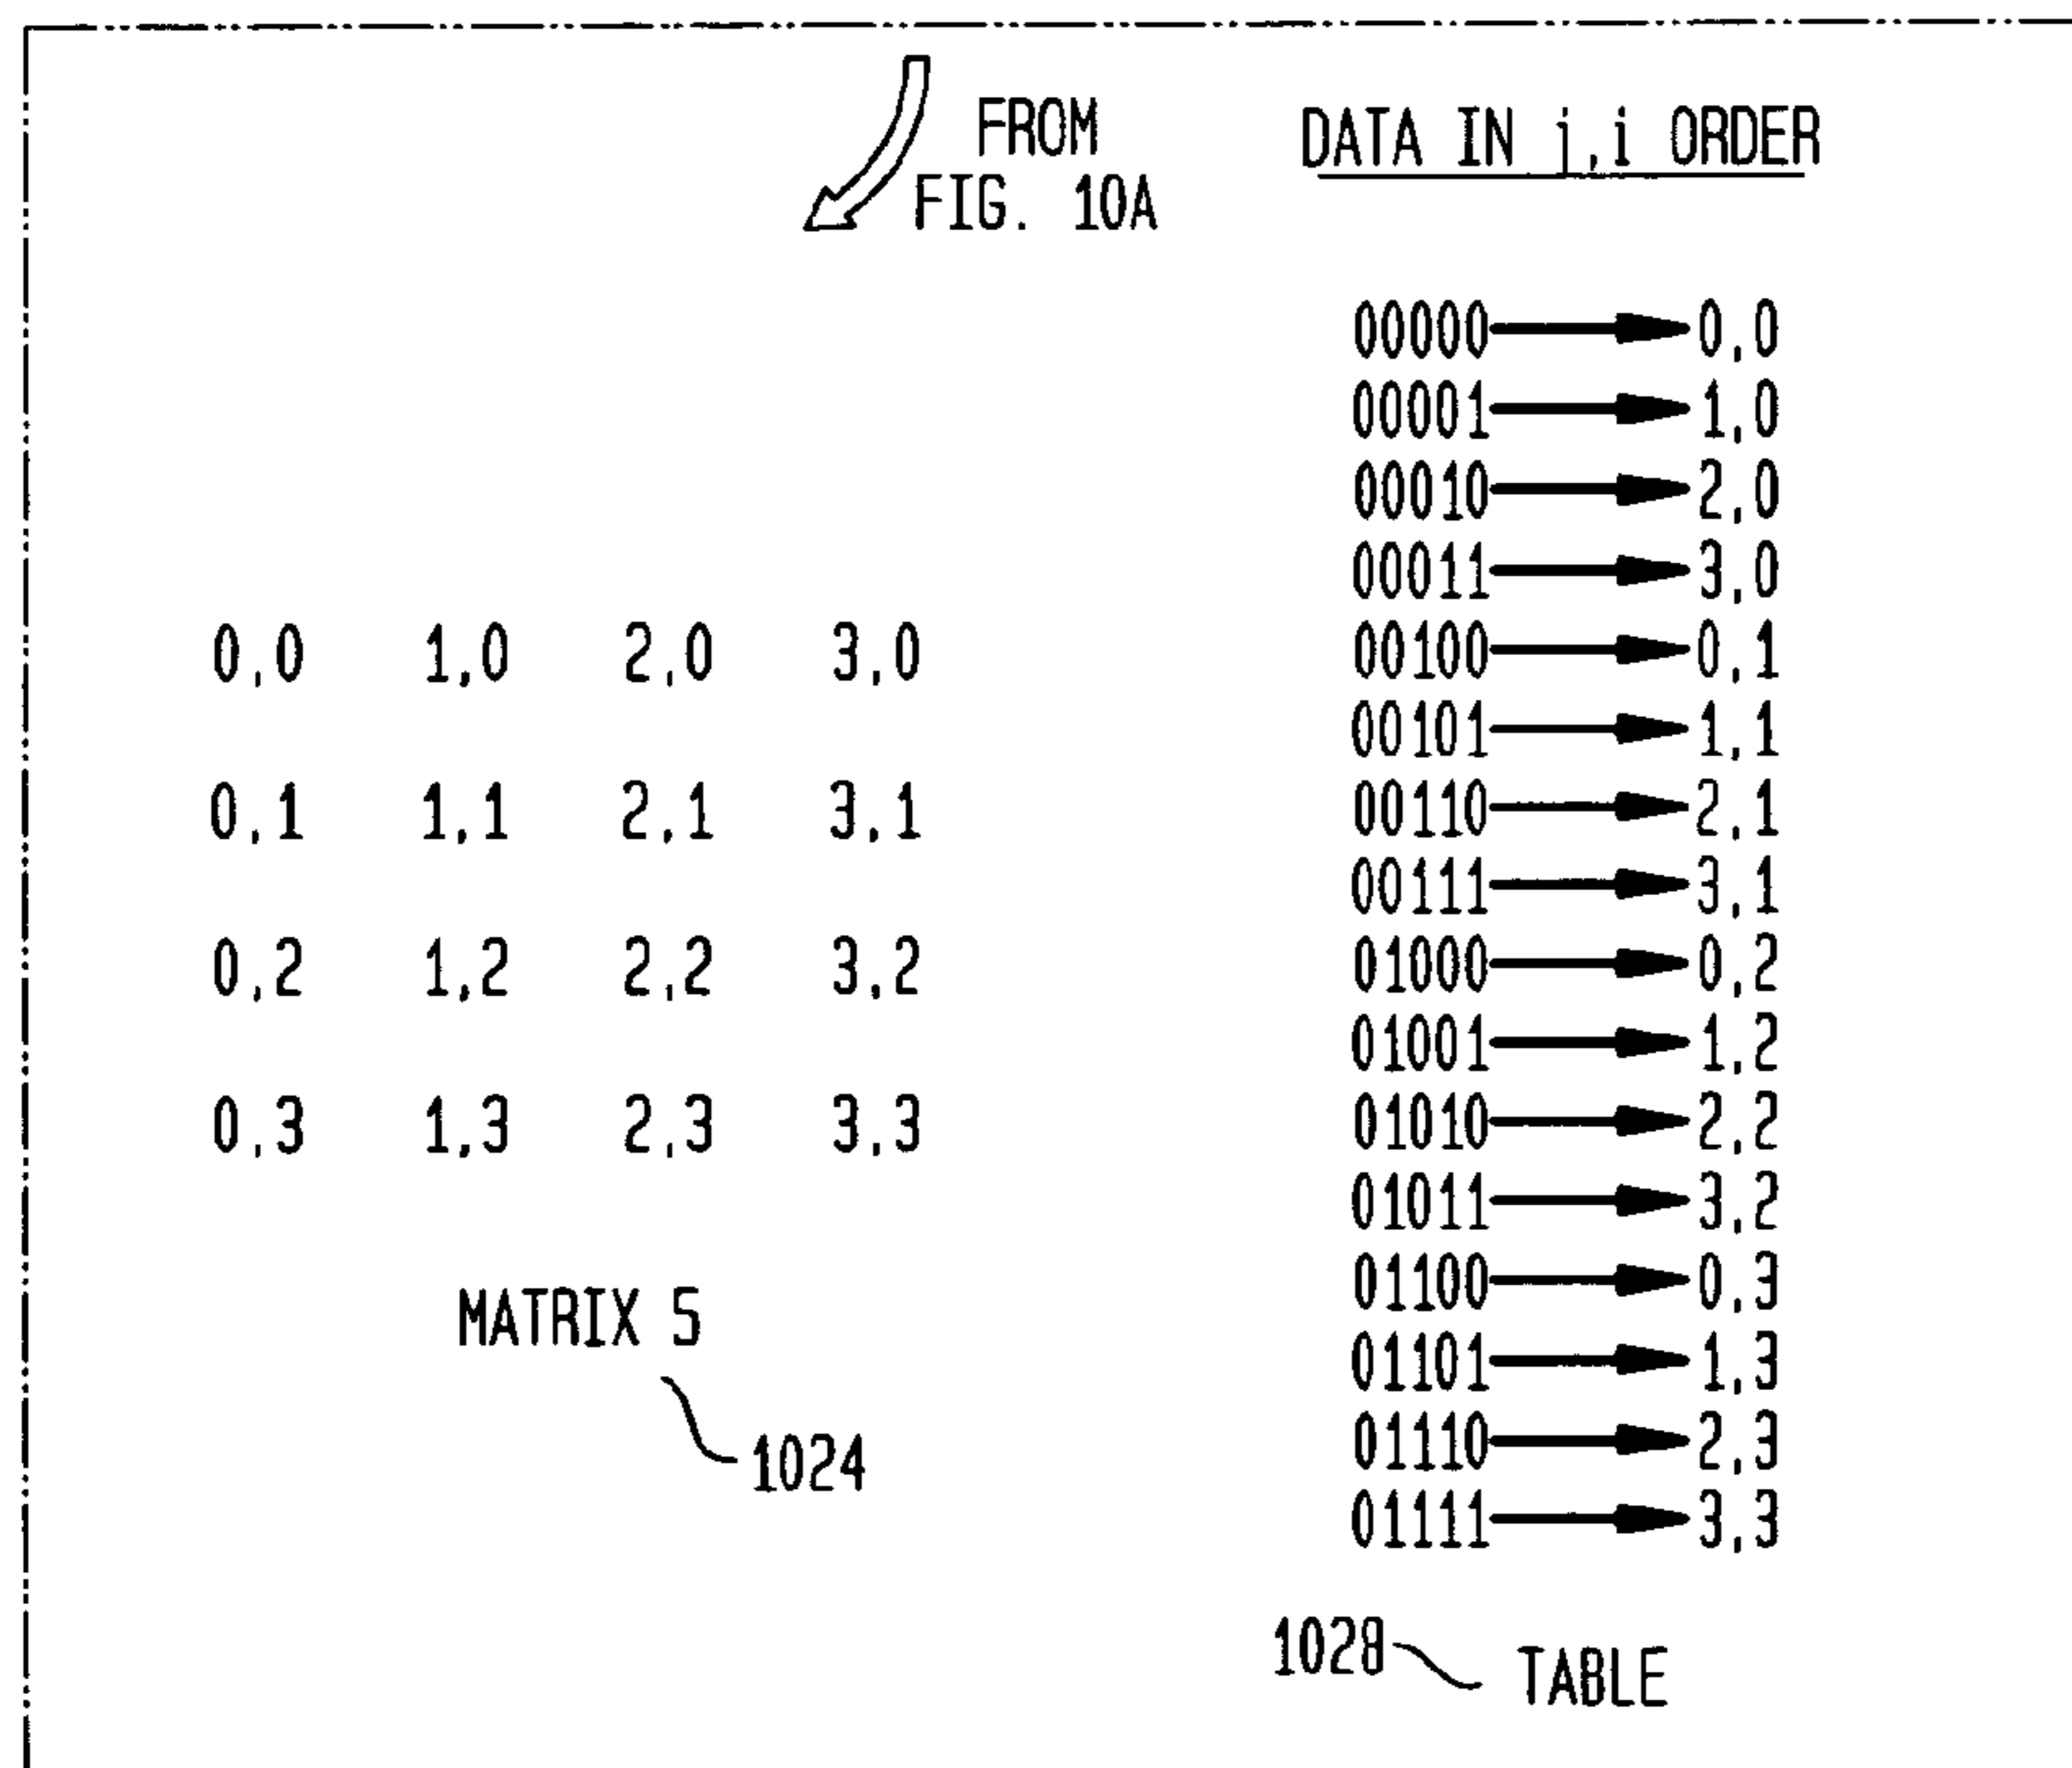 FROM
FIG. 10A
DATA IN j,i ORDER
0,0 1,0 2,0 3,0
0,1 1,1 2,1 3,1
0,2 1,2 2,2 3,2
0,3 1,3 2,3 3,3
MATRIX 5
1024
00000 0,0
00001 1,0
00010 2,0
00011 3,0
00100 0,1
00101 1,1
00110 2,1
00111 3,1
01000 0,2
01001 1,2
01010 2,2
01011 3,2
01100 0,3
01101 1,3
01110 2,3
01111 3,3
1028 TABLE